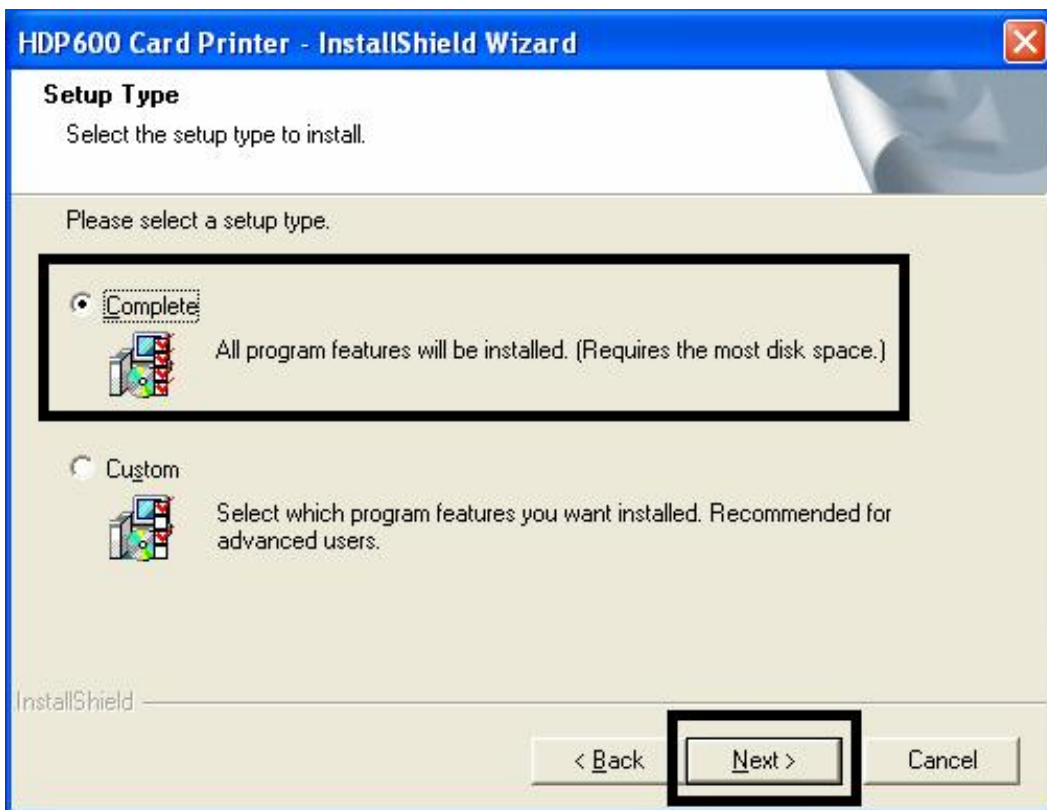 HDP600 Card Printer - InstallShield Wizard
Setup Type
Select the setup type to install.
Please select a setup type.
Complete
All program features will be installed. (Requires the most disk space.)
Custom
Select which program features you want installed. Recommended for
advanced users.
InstallShield
< Back Next > Cancel